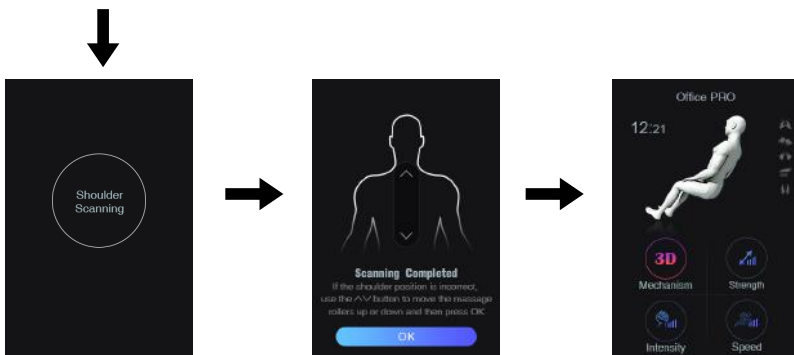 Shoulder
Scanning
Scanning Completed
If the shoulder position is incorrect,
use the ∧∨ button to move the massage
rollers up or down and then press OK
OK
Office PRO
12:21
3D
Mechanism
Strength
Intensity
Speed